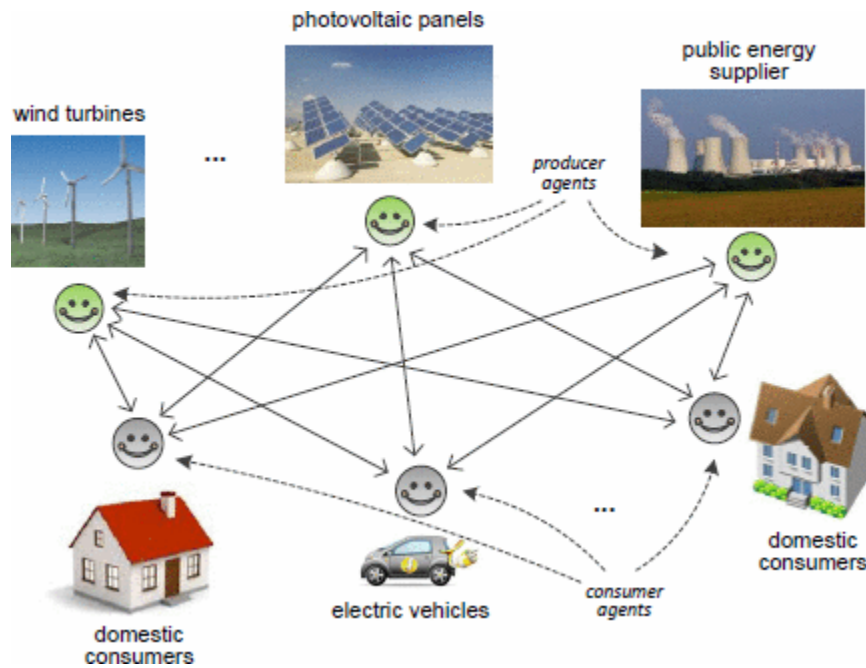 photovoltaic panels
public energy
supplier
wind turbines
...
producer
agents
...
domestic
consumers
electric vehicles
consumer
agents
domestic
consumers